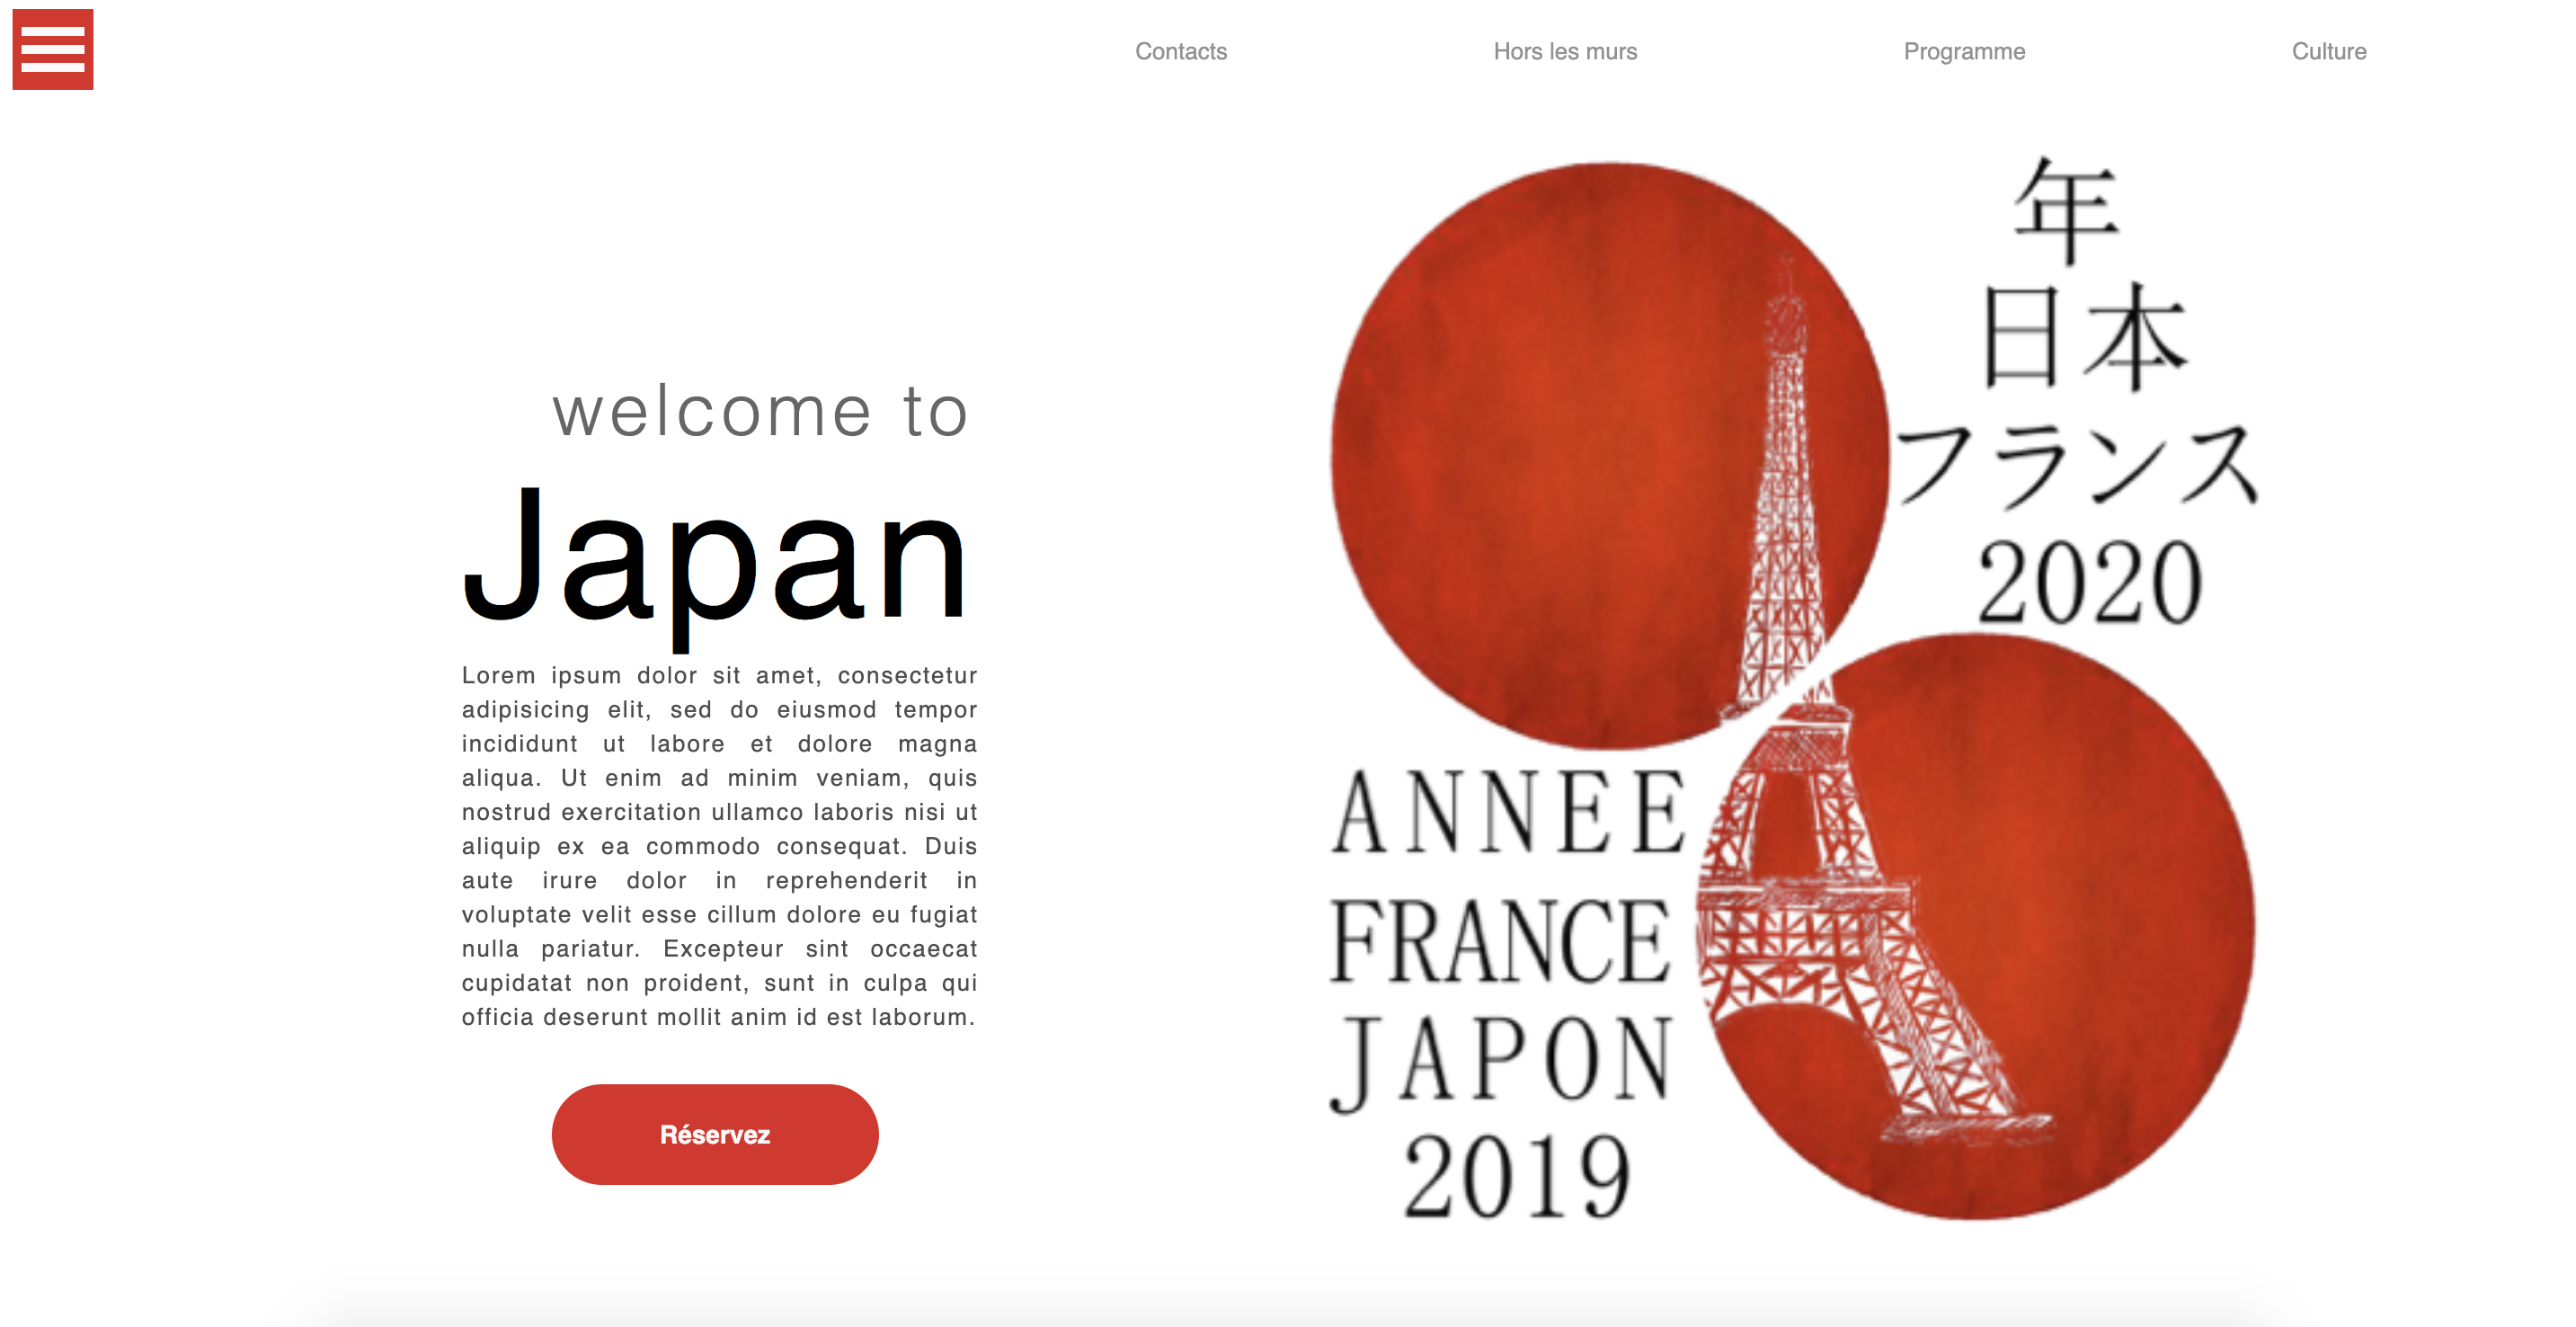 Contacts
Hors les murs
Programme
Culture
welcome to
Japan
Lorem ipsum dolor sit amet, consectetur
adipisicing elit, sed do eiusmod tempor
incididunt ut labore et dolore magna
aliqua. Ut enim ad minim veniam, quis
nostrud exercitation ullamco laboris nisi ut
aliquip ex ea commodo consequat. Duis
aute irure dolor in reprehenderit in
voluptate velit esse cillum dolore eu fugiat
nulla pariatur. Excepteur sint occaecat
cupidatat non proident, sunt in culpa qui
officia deserunt mollit anim id est laborum.
Réservez
年
日本
フランス
2020
ANNEE
FRANCE
JAPON
2019